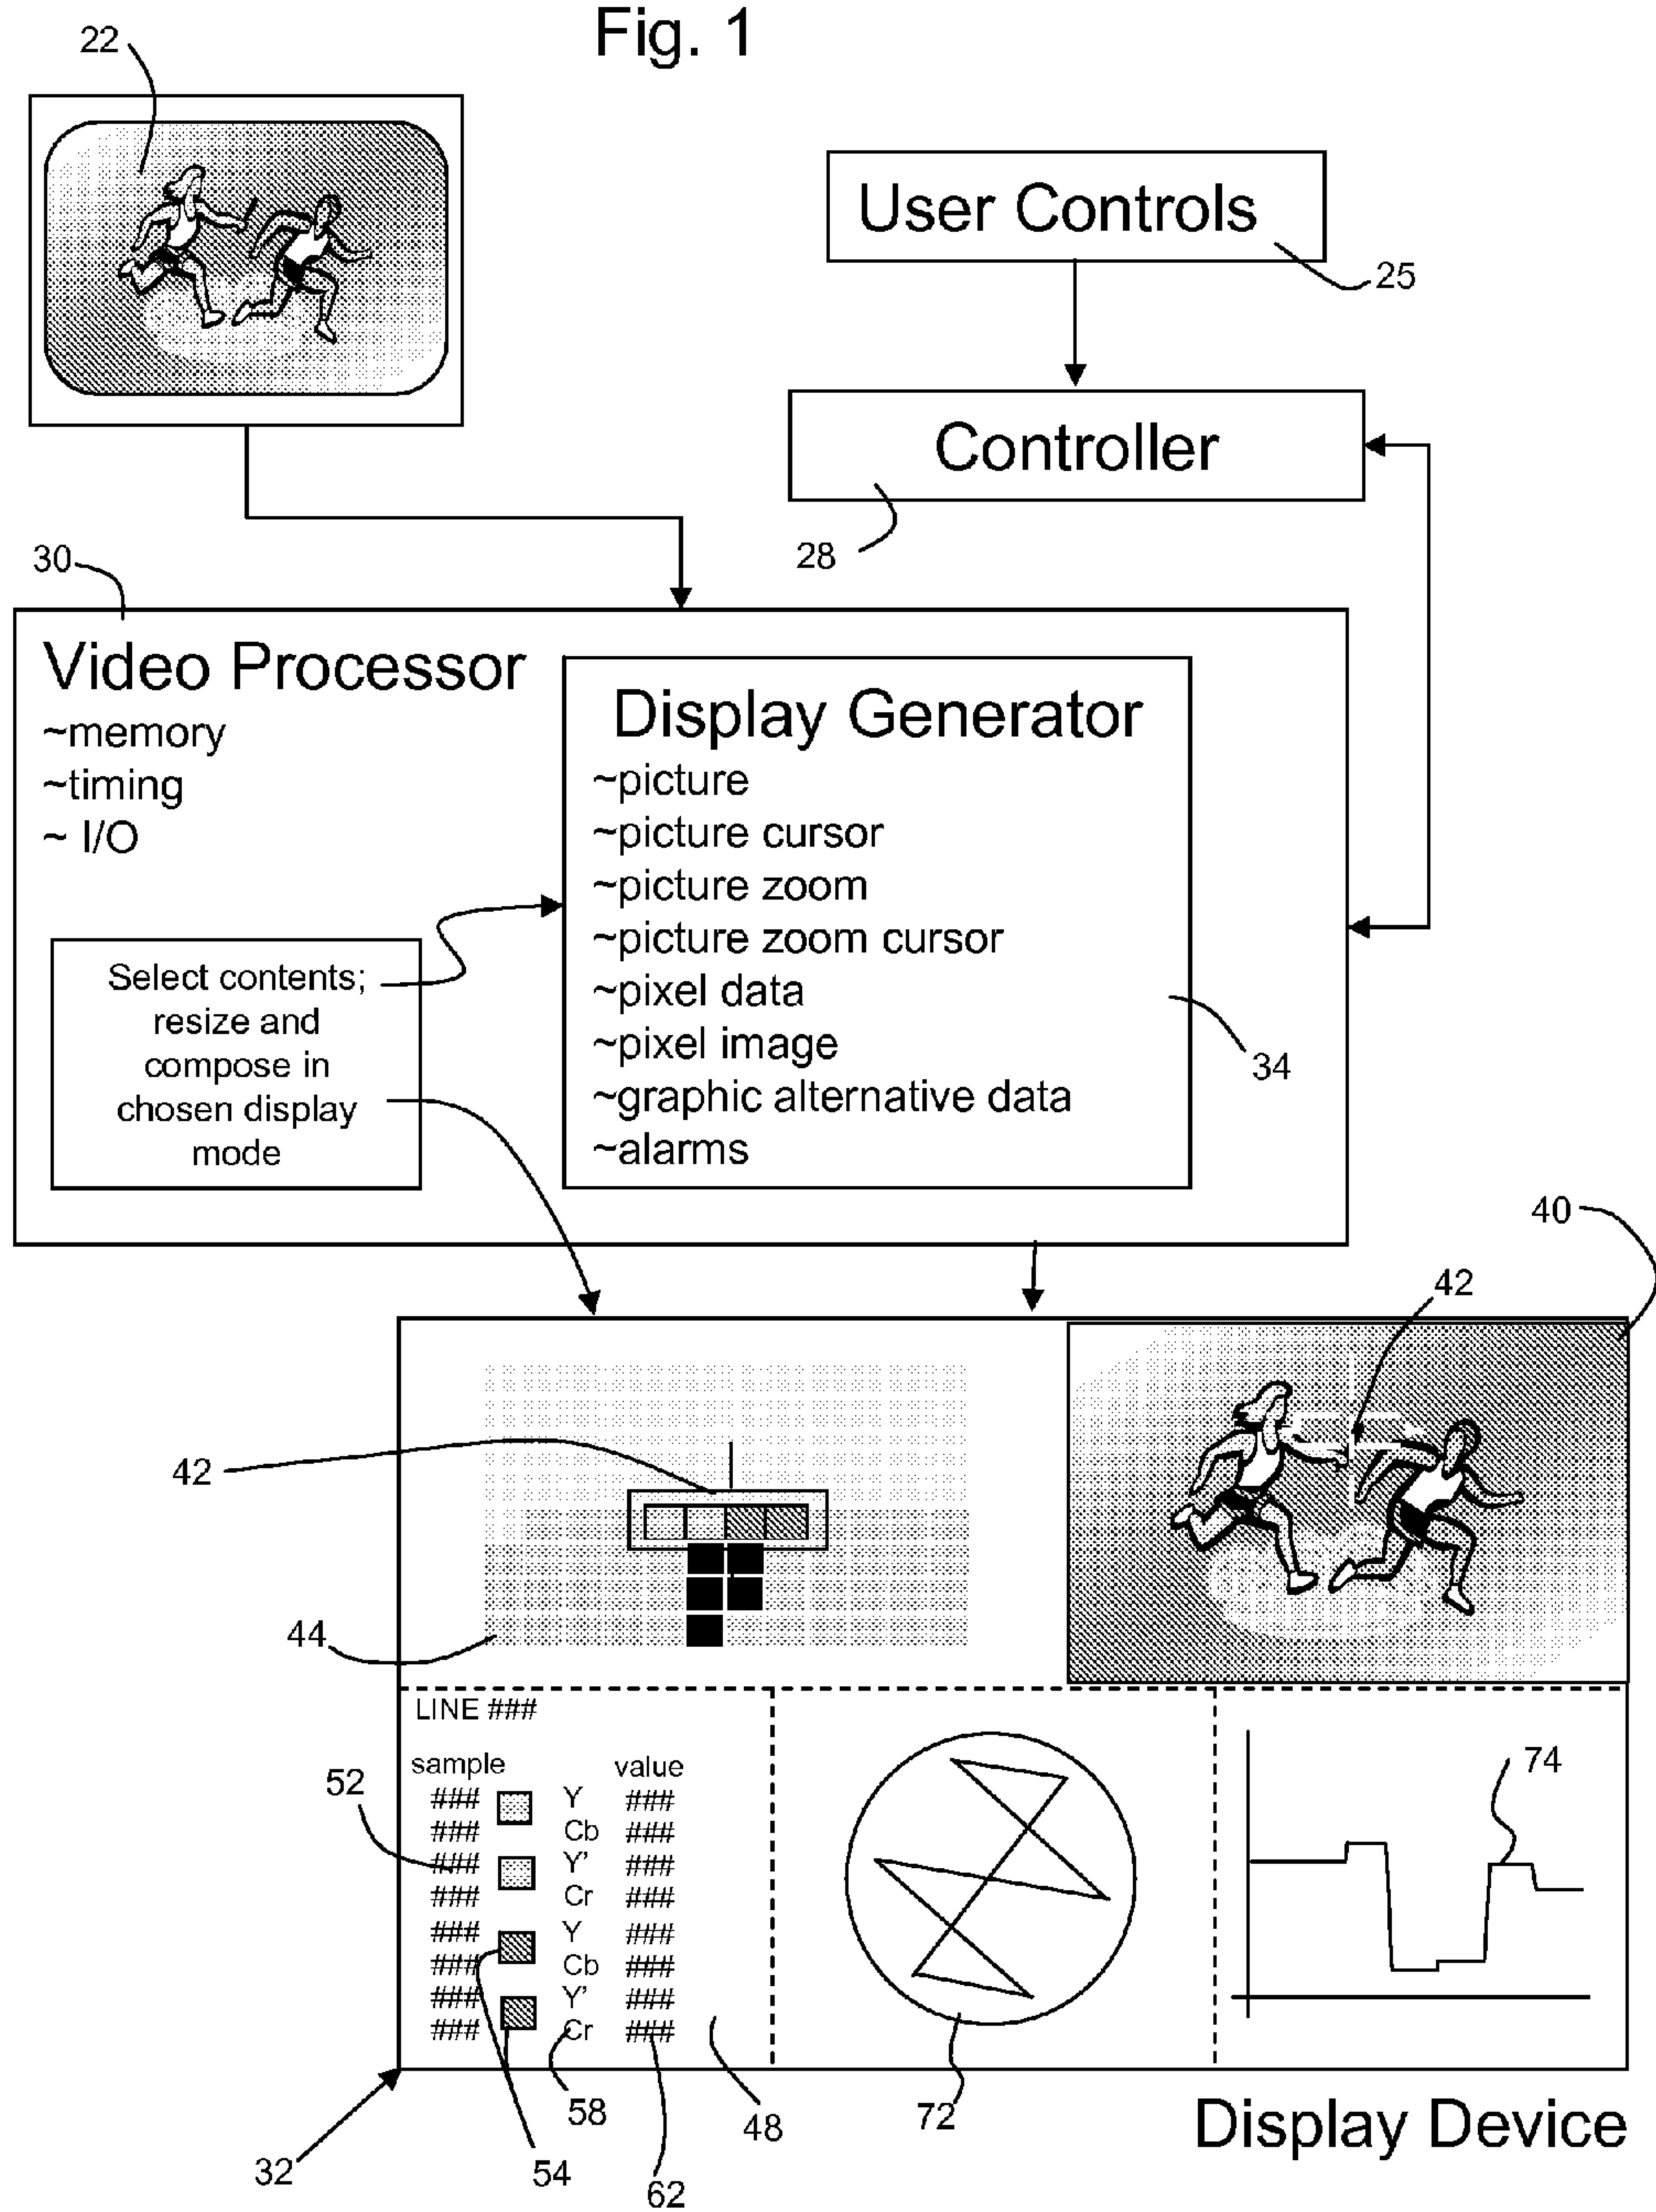 Fig. 1
22
User Controls
25
Controller
28
30
Video Processor
~memory
~timing
~ I/O
Select contents;
resize and
compose in
chosen display
mode
Display Generator
~picture
~picture cursor
~picture zoom
~picture zoom cursor
~pixel data
~pixel image
~graphic alternative data
~alarms
34
40
42
42
44
LINE ###
sample value
52
### Y ###
### Cb ###
### Y' ###
### Cr ###
### Y ###
### Cb ###
### Y' ###
### Cr ###
74
32
54
58
62
48
72
Display Device